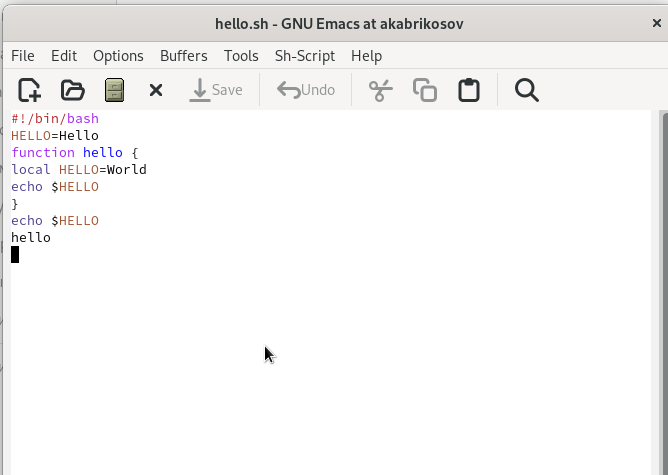 hello.sh - GNU Emacs at akabrikosov
File Edit Options Buffers Tools Sh-Script Help
Save Undo
#!/bin/bash
HELLO=Hello
function hello {
local HELLO=World
echo $HELLO
}
echo $HELLO
hello